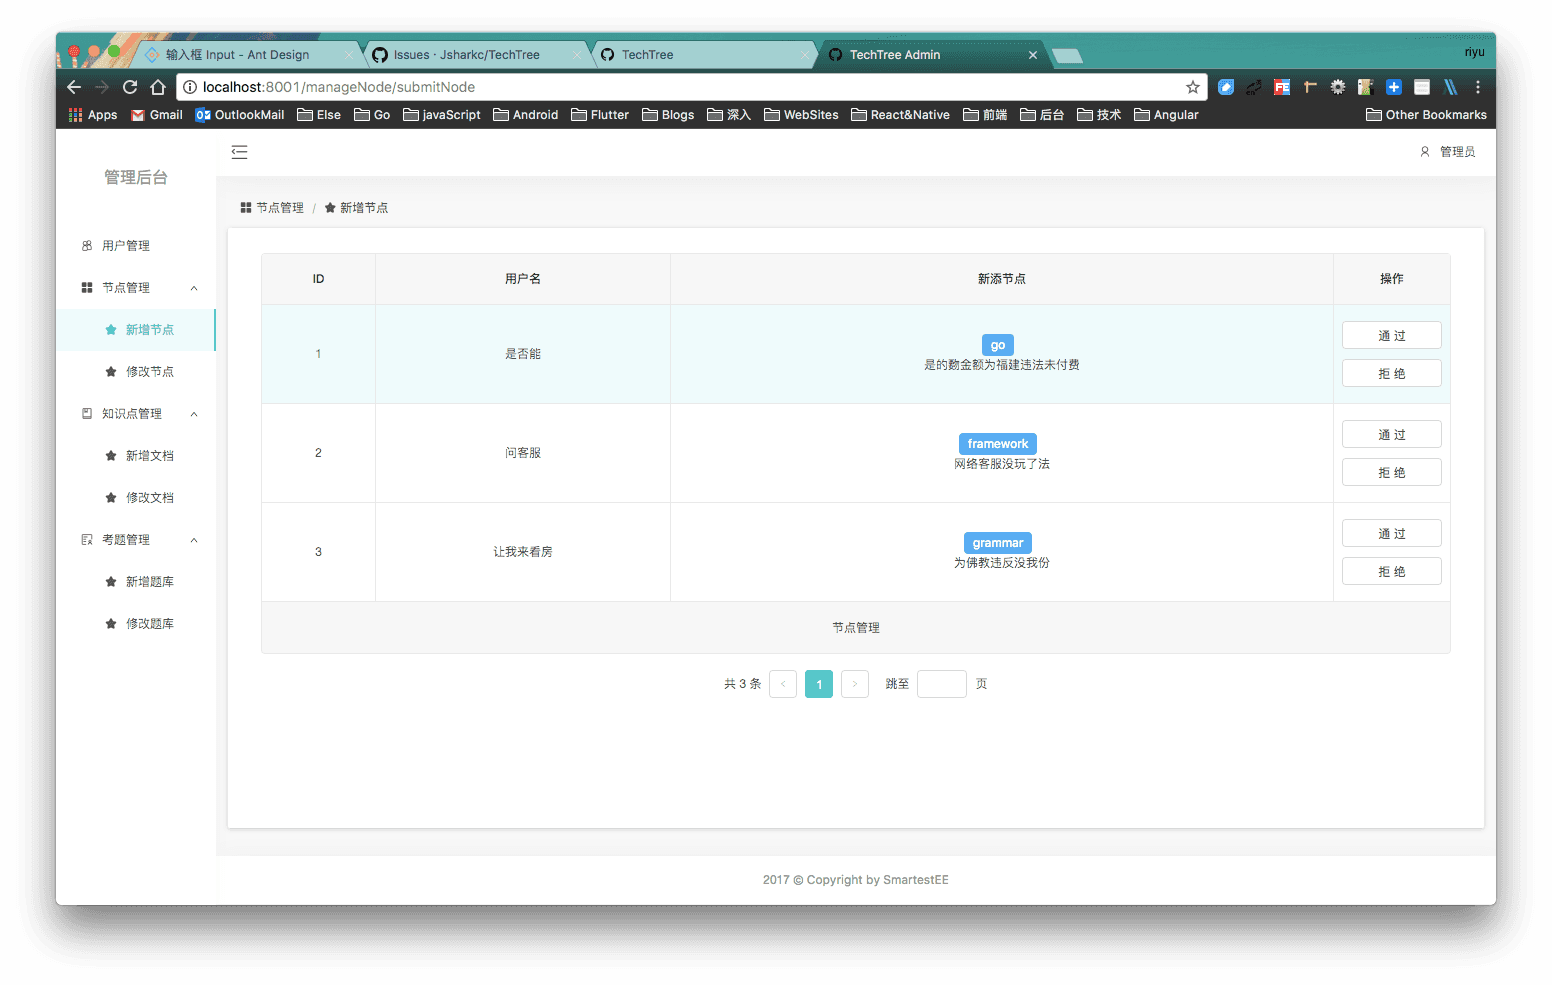 输入框 Input - Ant Design
Issues · Jsharkc/TechTree
TechTree
TechTree Admin
riyu
localhost:8001/manageNode/submitNode
Apps
Gmail
OutlookMail
Else
Go
javaScript
Android
Flutter
Blogs
深入
WebSites
React&Native
前端
后台
技术
Angular
Other Bookmarks
管理后台
管理员
节点管理 / 新增节点
用户管理
节点管理
新增节点
修改节点
知识点管理
新增文档
修改文档
考题管理
新增题库
修改题库
ID 用户名 新添节点 操作
1 是否能
go
是的勠金额为福建违法未付费
通 过
拒 绝
2 问客服
framework
网络客服没玩了法
通 过
拒 绝
3 让我来看房
grammar
为佛教违反没我份
通 过
拒 绝
节点管理
共 3 条 < 1 > 跳至 页
2017 © Copyright by SmartestEE